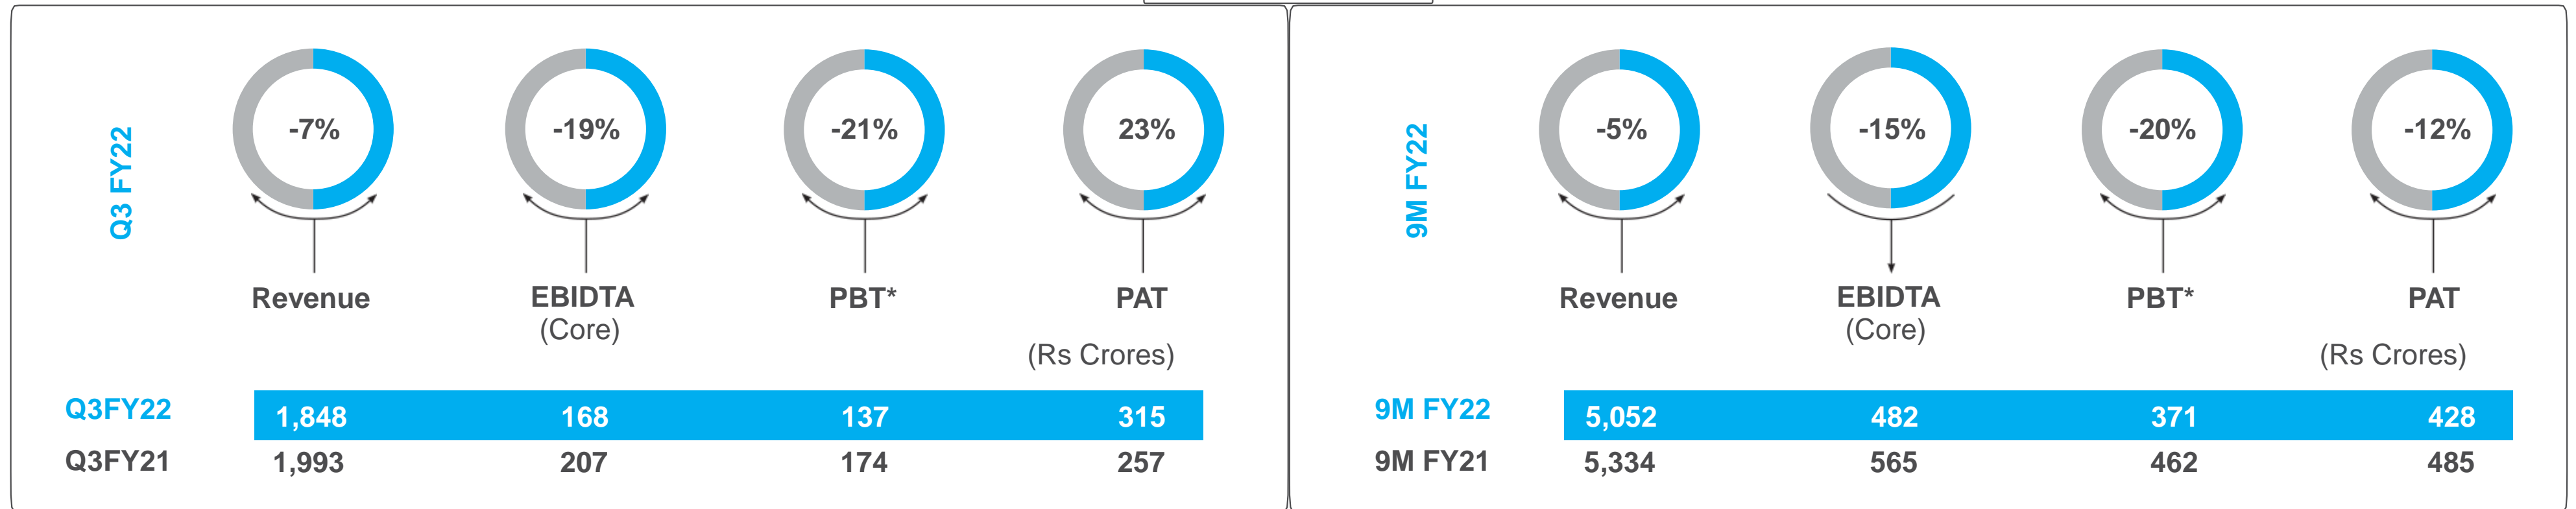 Q3 FY22
-7%
-19%
-21%
23%
Revenue
EBIDTA
(Core)
PBT*
PAT
(Rs Crores)
Q3FY22 1,848 168 137 315
Q3FY21 1,993 207 174 257
9M FY22
-5%
-15%
-20%
-12%
Revenue
EBIDTA
(Core)
PBT*
PAT
(Rs Crores)
9M FY22 5,052 482 371 428
9M FY21 5,334 565 462 485